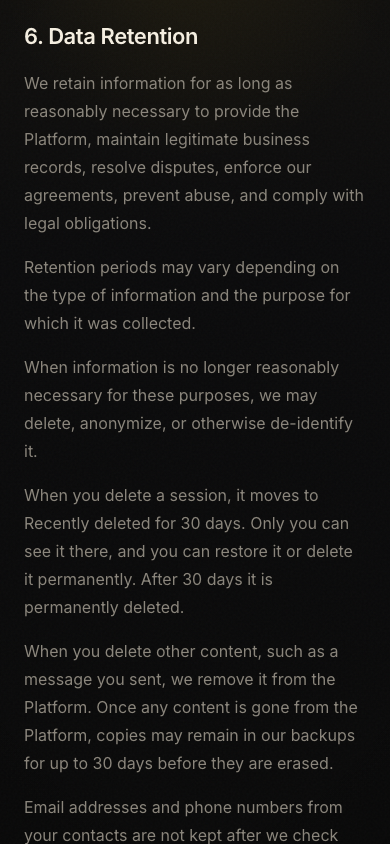 6. Data Retention
We retain information for as long as
reasonably necessary to provide the
Platform, maintain legitimate business
records, resolve disputes, enforce our
agreements, prevent abuse, and comply with
legal obligations.
Retention periods may vary depending on
the type of information and the purpose for
which it was collected.
When information is no longer reasonably
necessary for these purposes, we may
delete, anonymize, or otherwise de-identify
it.
When you delete a session, it moves to
Recently deleted for 30 days. Only you can
see it there, and you can restore it or delete
it permanently. After 30 days it is
permanently deleted.
When you delete other content, such as a
message you sent, we remove it from the
Platform. Once any content is gone from the
Platform, copies may remain in our backups
for up to 30 days before they are erased.
Email addresses and phone numbers from
your contacts are not kept after we check